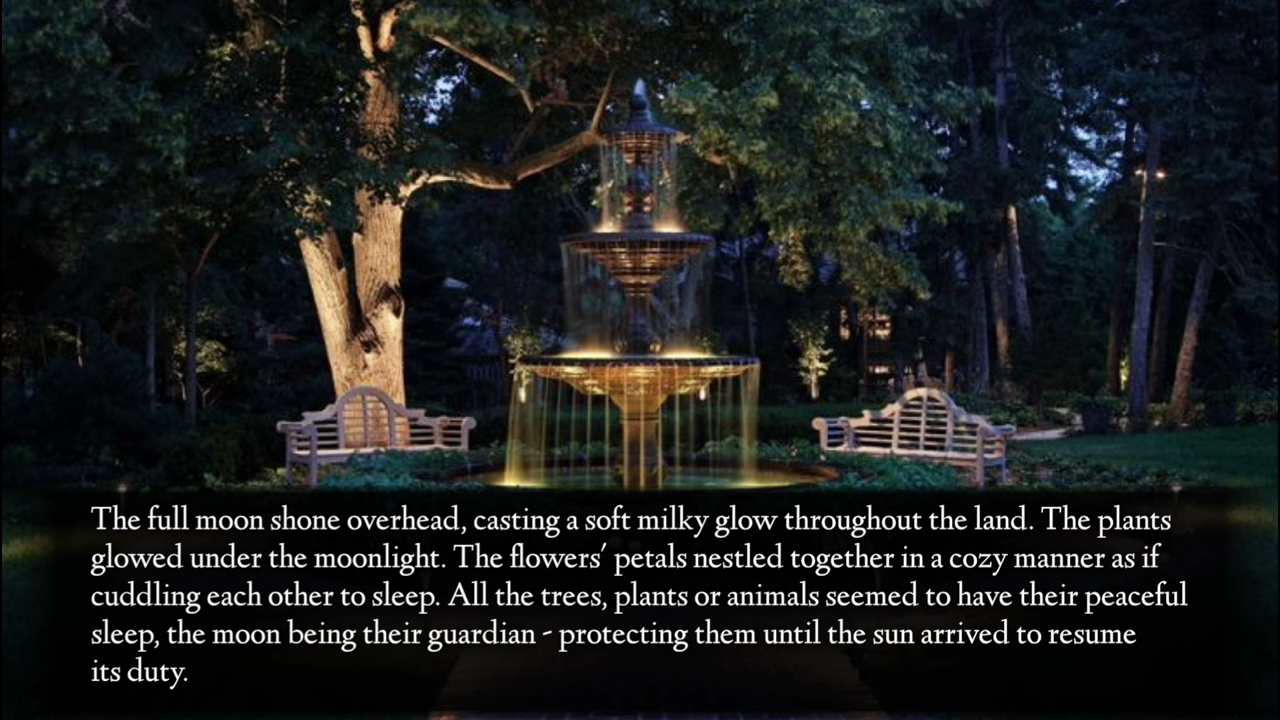 The full moon shone overhead, casting a soft milky glow throughout the land. The plants
glowed under the moonlight. The flowers' petals nestled together in a cozy manner as if
cuddling each other to sleep. All the trees, plants or animals seemed to have their peaceful
sleep, the moon being their guardian - protecting them until the sun arrived to resume
its duty.